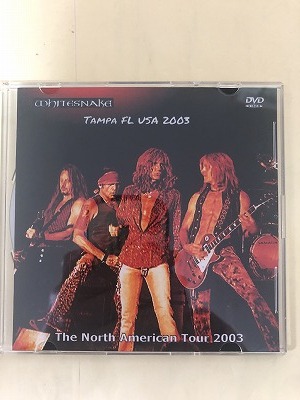 WHITESNAKE
DVD
TAMPA FL USA 2003
The North American Tour 2003